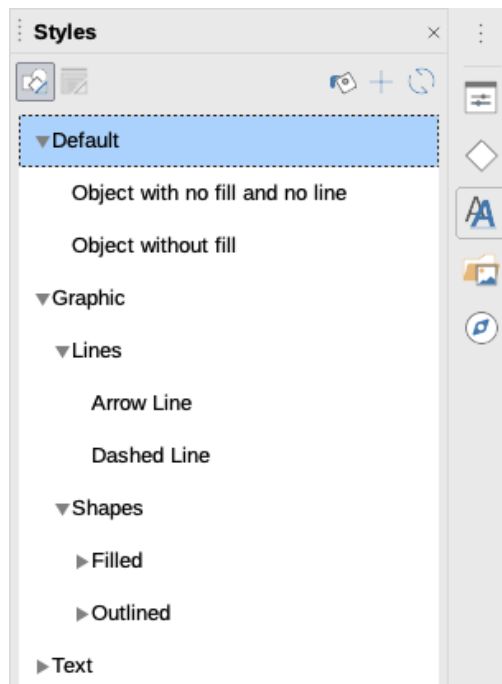 Styles
Default
Object with no fill and no line
Object without fill
Graphic
Lines
Arrow Line
Dashed Line
Shapes
Filled
Outlined
Text